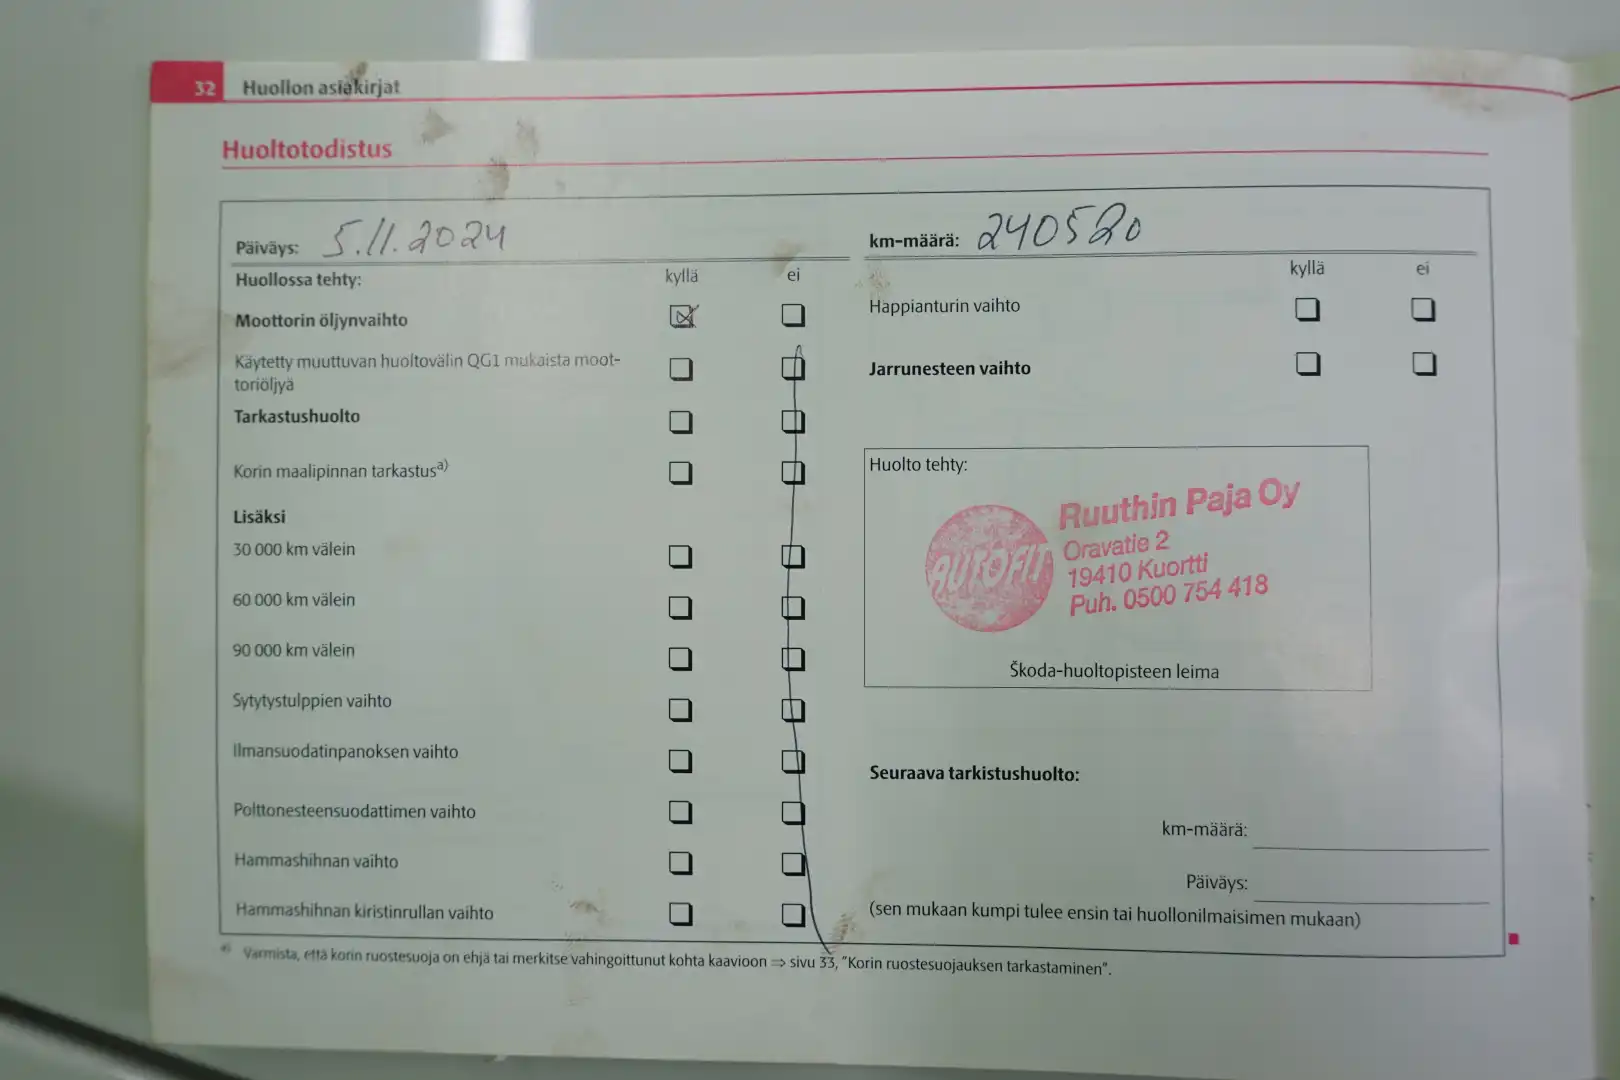 32 Huollon asiakirjat
Huoltotodistus
Päiväys: 5.11.2024
km-määrä: 240520
Huollossa tehty: kyllä ei
Moottorin öljynvaihto
Käytetty muuttuvan huoltovälin QG1 mukaista moot-
toriöljyä
Tarkastushuolto
Korin maalipinnan tarkastusa)
Lisäksi
30 000 km välein
60 000 km välein
90 000 km välein
Sytytystulppien vaihto
Ilmansuodatinpanoksen vaihto
Polttonesteensuodattimen vaihto
Hammashihnan vaihto
Hammashihnan kiristinrullan vaihto
kyllä ei
Happianturin vaihto
Jarrunesteen vaihto
Huolto tehty:
AUTOFIT
Ruuthin Paja Oy
Oravatie 2
19410 Kuortti
Puh. 0500 754 418
Škoda-huoltopisteen leima
Seuraava tarkistushuolto:
km-määrä:
Päiväys:
(sen mukaan kumpi tulee ensin tai huollonilmaisimen mukaan)
a) Varmista, että korin ruostesuoja on ehjä tai merkitse vahingoittunut kohta kaavioon ⇒ sivu 33, "Korin ruostesuojauksen tarkastaminen".